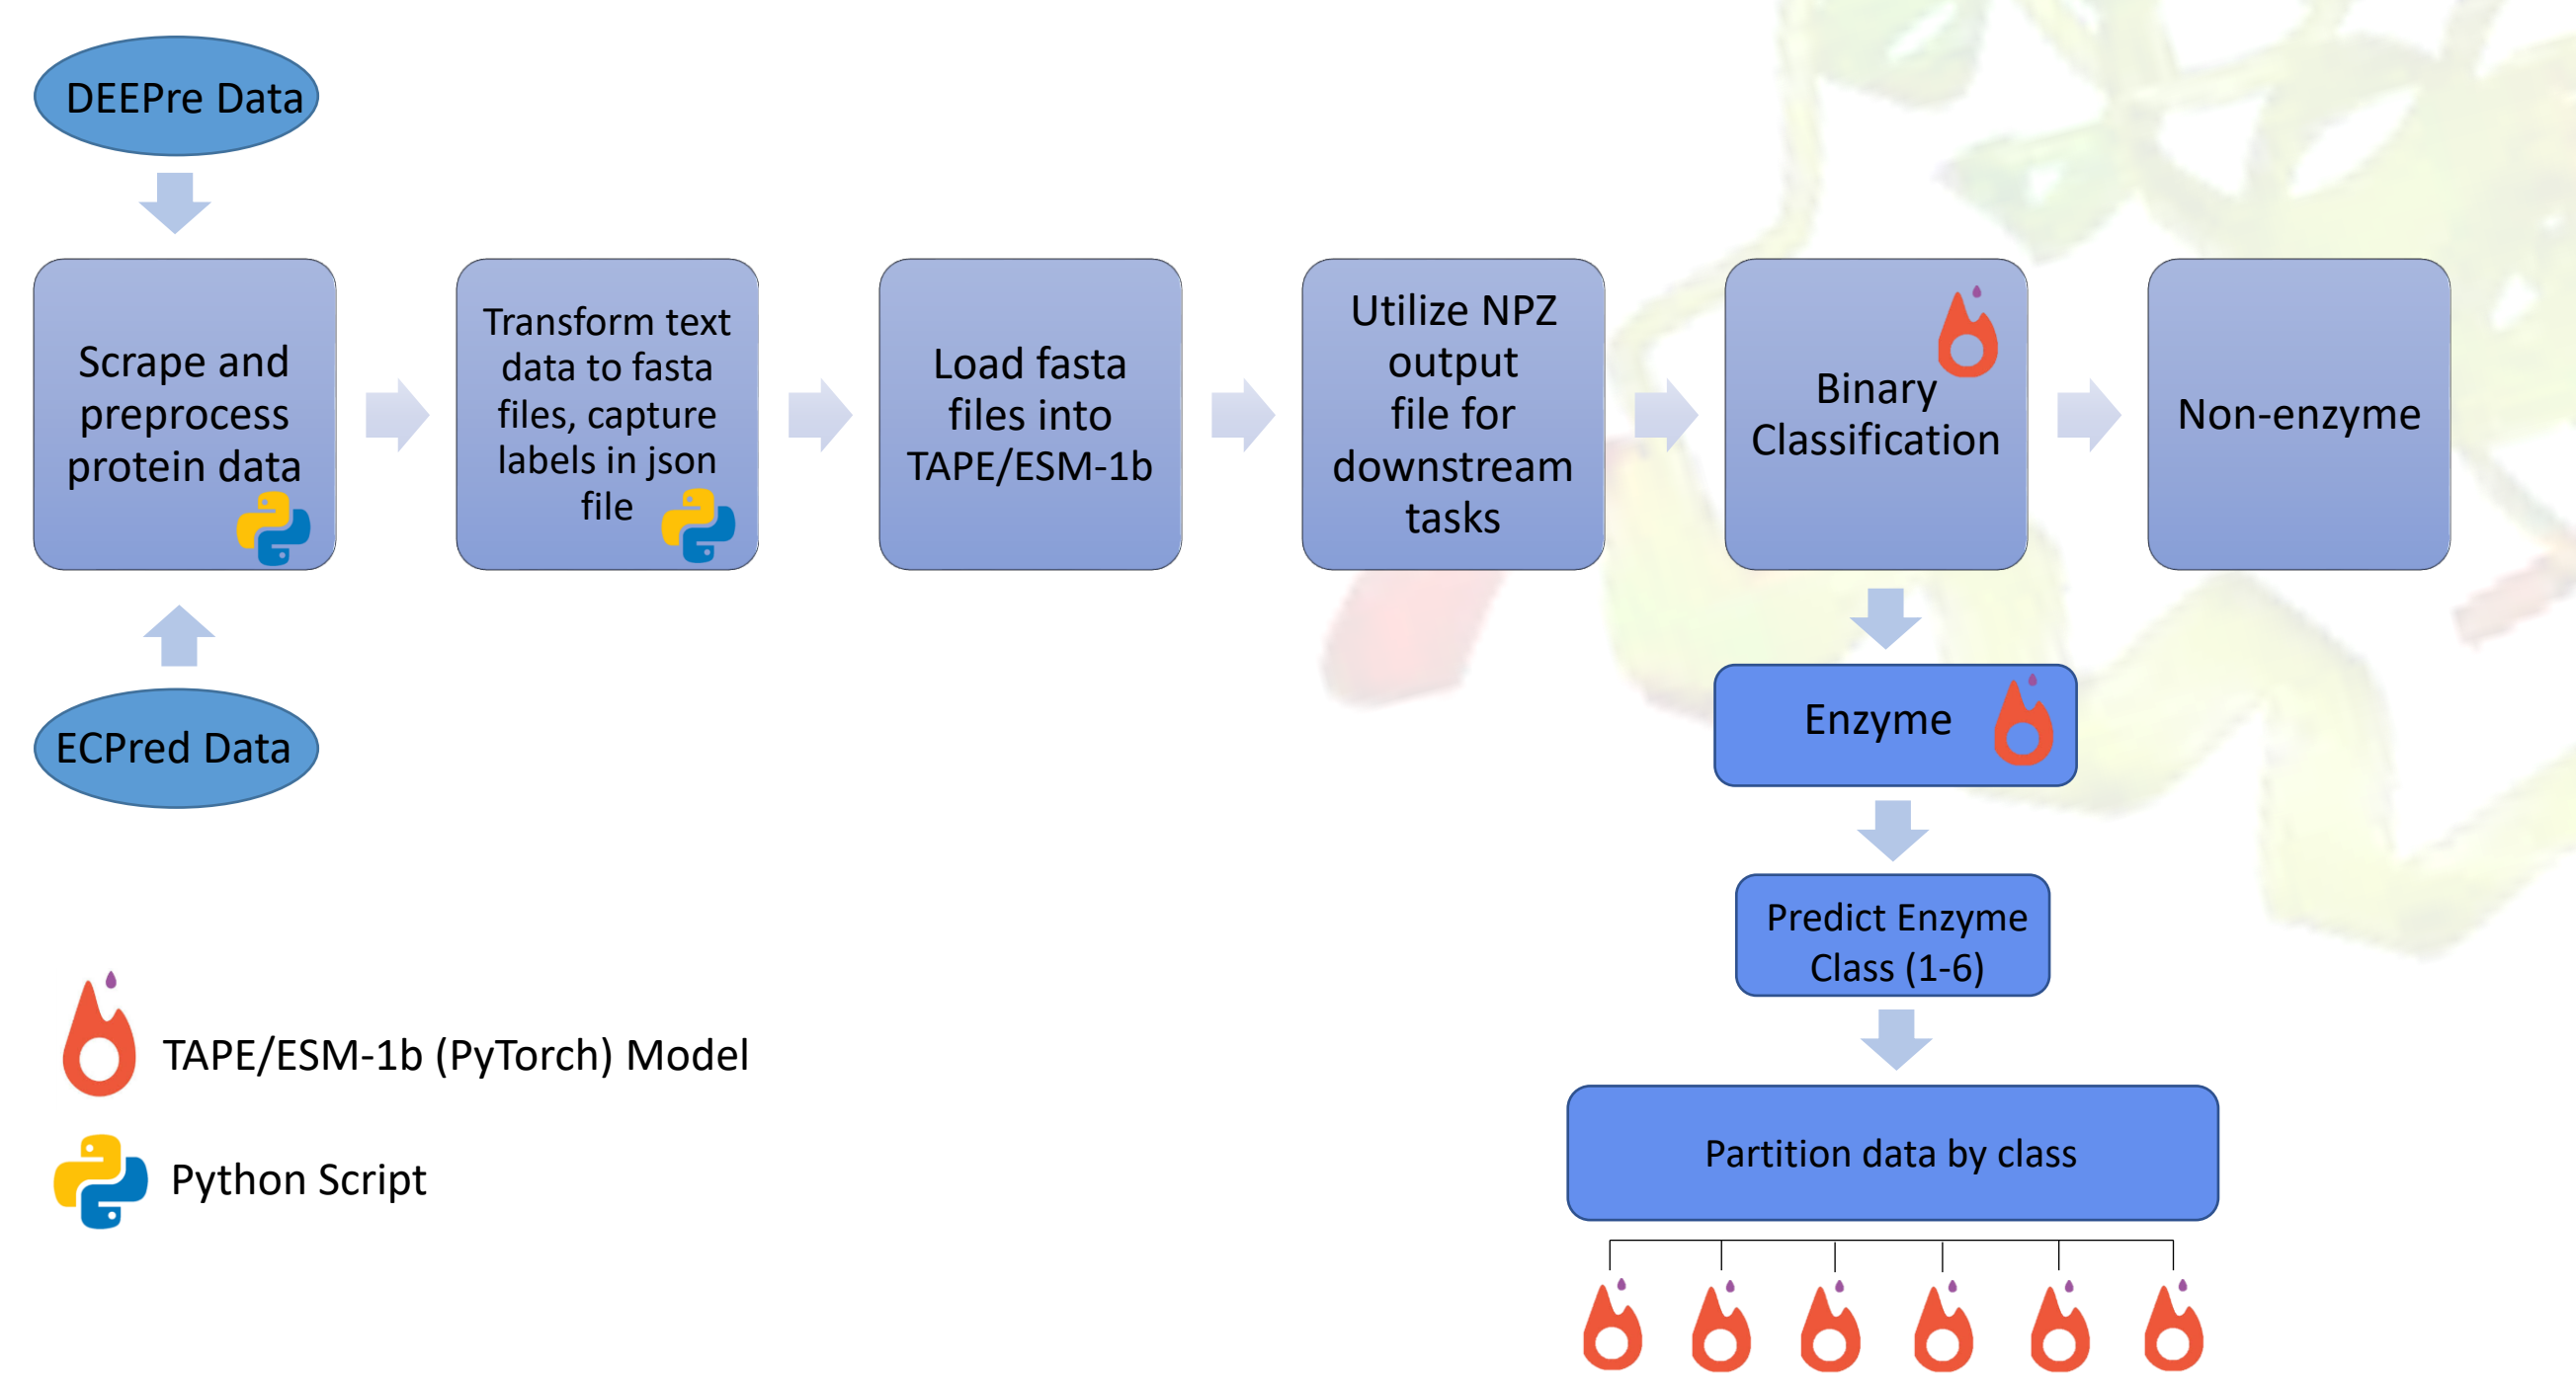 DEEPre Data
Scrape and
preprocess
protein data
Transform text
data to fasta
files, capture
labels in json
file
Load fasta
files into
TAPE/ESM-1b
Utilize NPZ
output
file for
downstream
tasks
Binary
Classification
Non-enzyme
ECPred Data
Enzyme
Predict Enzyme
Class (1-6)
Partition data by class
TAPE/ESM-1b (PyTorch) Model
Python Script